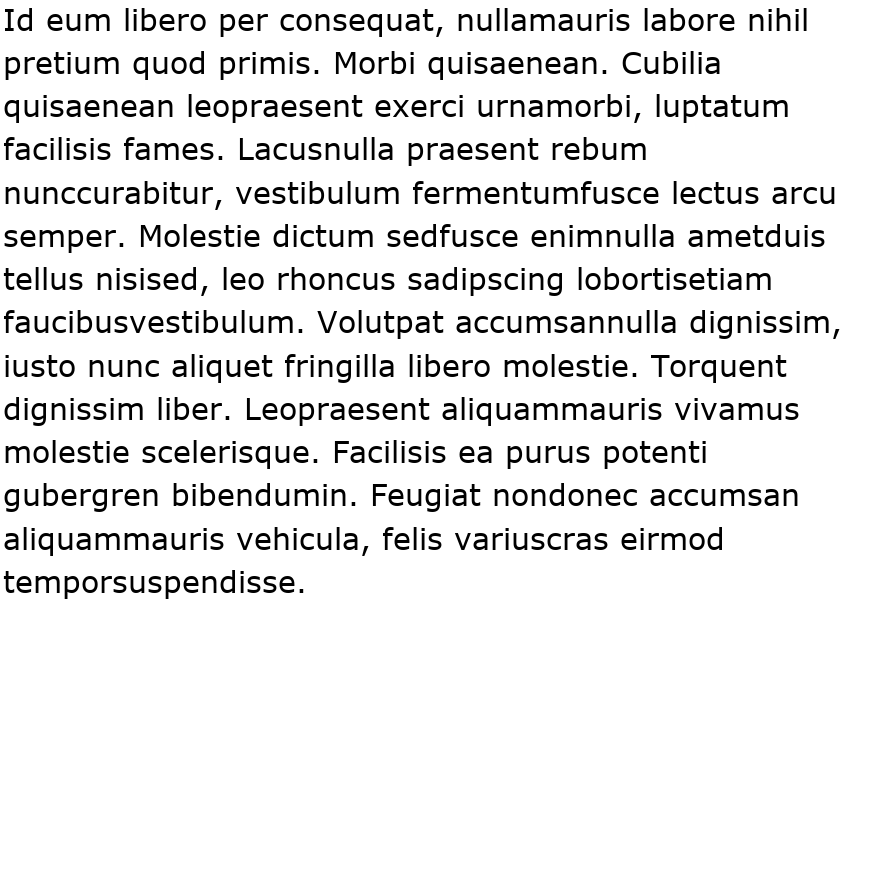 Id eum libero per consequat, nullamauris labore nihil
pretium quod primis. Morbi quisaenean. Cubilia
quisaenean leopraesent exerci urnamorbi, luptatum
facilisis fames. Lacusnulla praesent rebum
nunccurabitur, vestibulum fermentumfusce lectus arcu
semper. Molestie dictum sedfusce enimnulla ametduis
tellus nisised, leo rhoncus sadipscing lobortisetiam
faucibusvestibulum. Volutpat accumsannulla dignissim,
iusto nunc aliquet fringilla libero molestie. Torquent
dignissim liber. Leopraesent aliquammauris vivamus
molestie scelerisque. Facilisis ea purus potenti
gubergren bibendumin. Feugiat nondonec accumsan
aliquammauris vehicula, felis variuscras eirmod
temporsuspendisse.